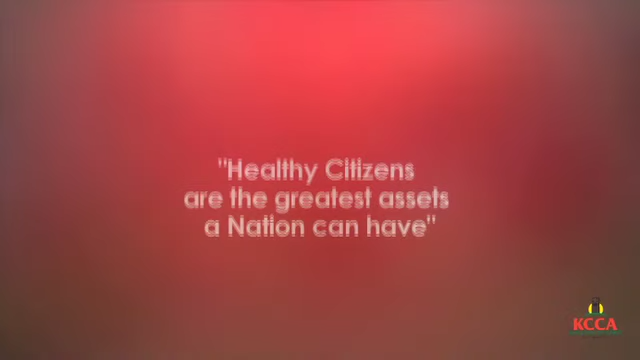 "Healthy Citizens
are the greatest assets
a Nation can have"
KCCA